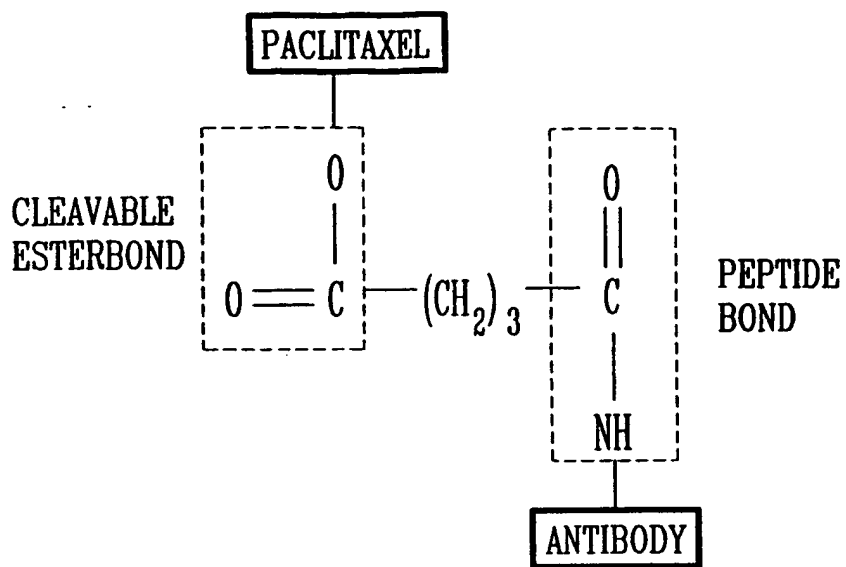 PACLITAXEL
O
O
CLEAVABLE
ESTERBOND
O
C
(CH₂)₃
C
PEPTIDE
BOND
NH
ANTIBODY